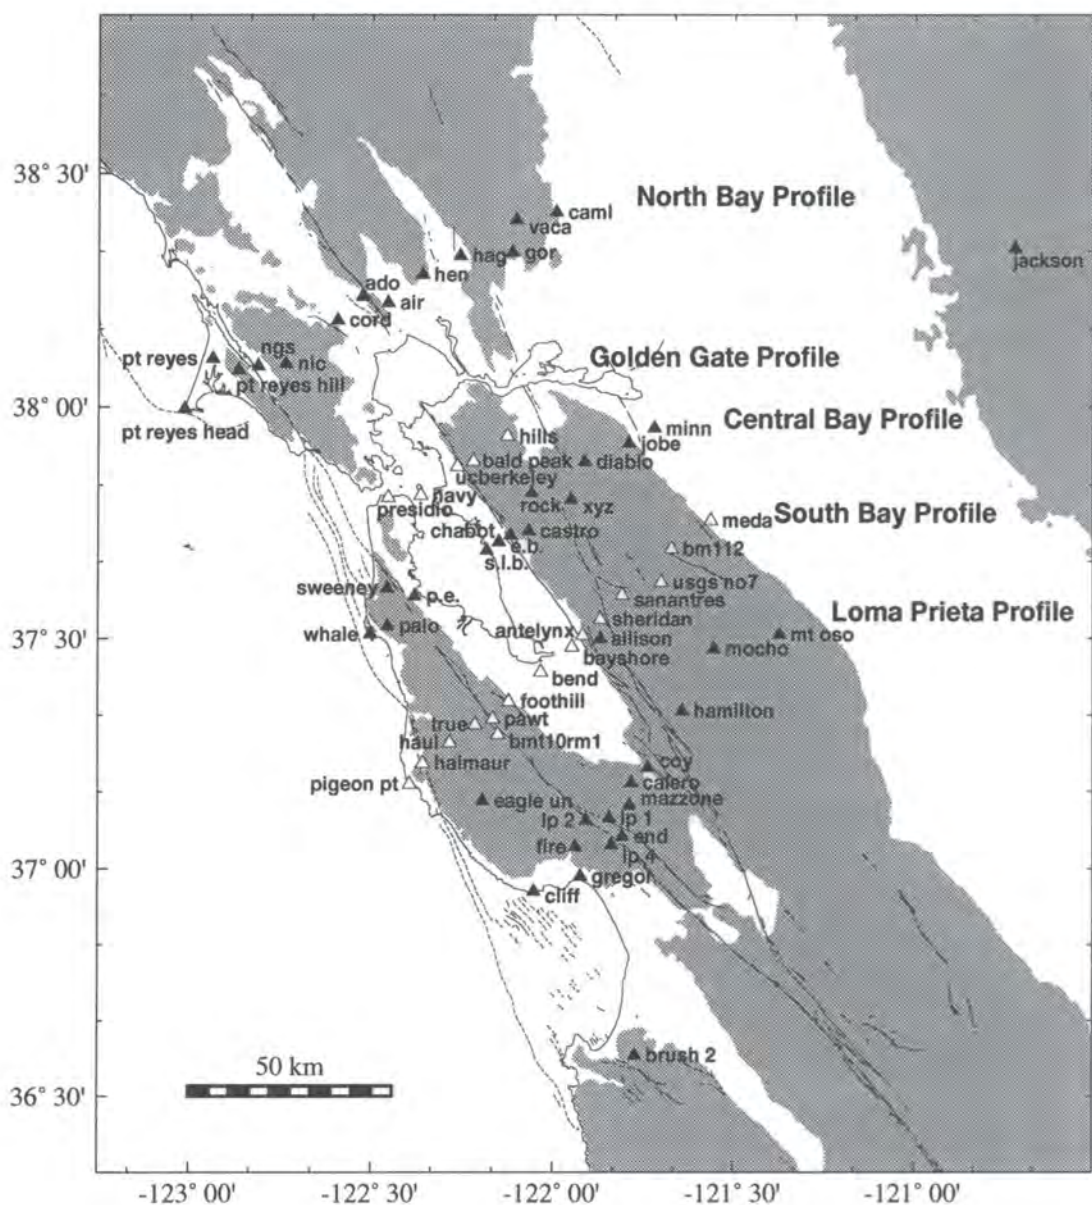 38° 30'
North Bay Profile
caml
vaca
hag
gor
hen
jackson
ado
air
cord
ngs
pt reyes
nic
pt reyes hill
Golden Gate Profile
38° 00'
pt reyes head
minn
Central Bay Profile
hills
jobe
bald peak
diablo
ucberkeley
navy
presidio
rock
xyz
meda
South Bay Profile
chabot
castro
e.b.
bm112
s.l.b.
usgs no7
sweeney
p.e.
sanantres
Loma Prieta Profile
sheridan
37° 30'
whale
palo
antelynx
allison
mt oso
bayshore
mocho
bend
foothill
hamilton
true
pawt
haul
bmt10rm1
halmaur
coy
pigeon pt
calero
eagle un
mazzone
lp 2
lp 1
end
fire
lp 4
37° 00'
gregor
cliff
brush 2
50 km
36° 30'
-123° 00'
-122° 30'
-122° 00'
-121° 30'
-121° 00'